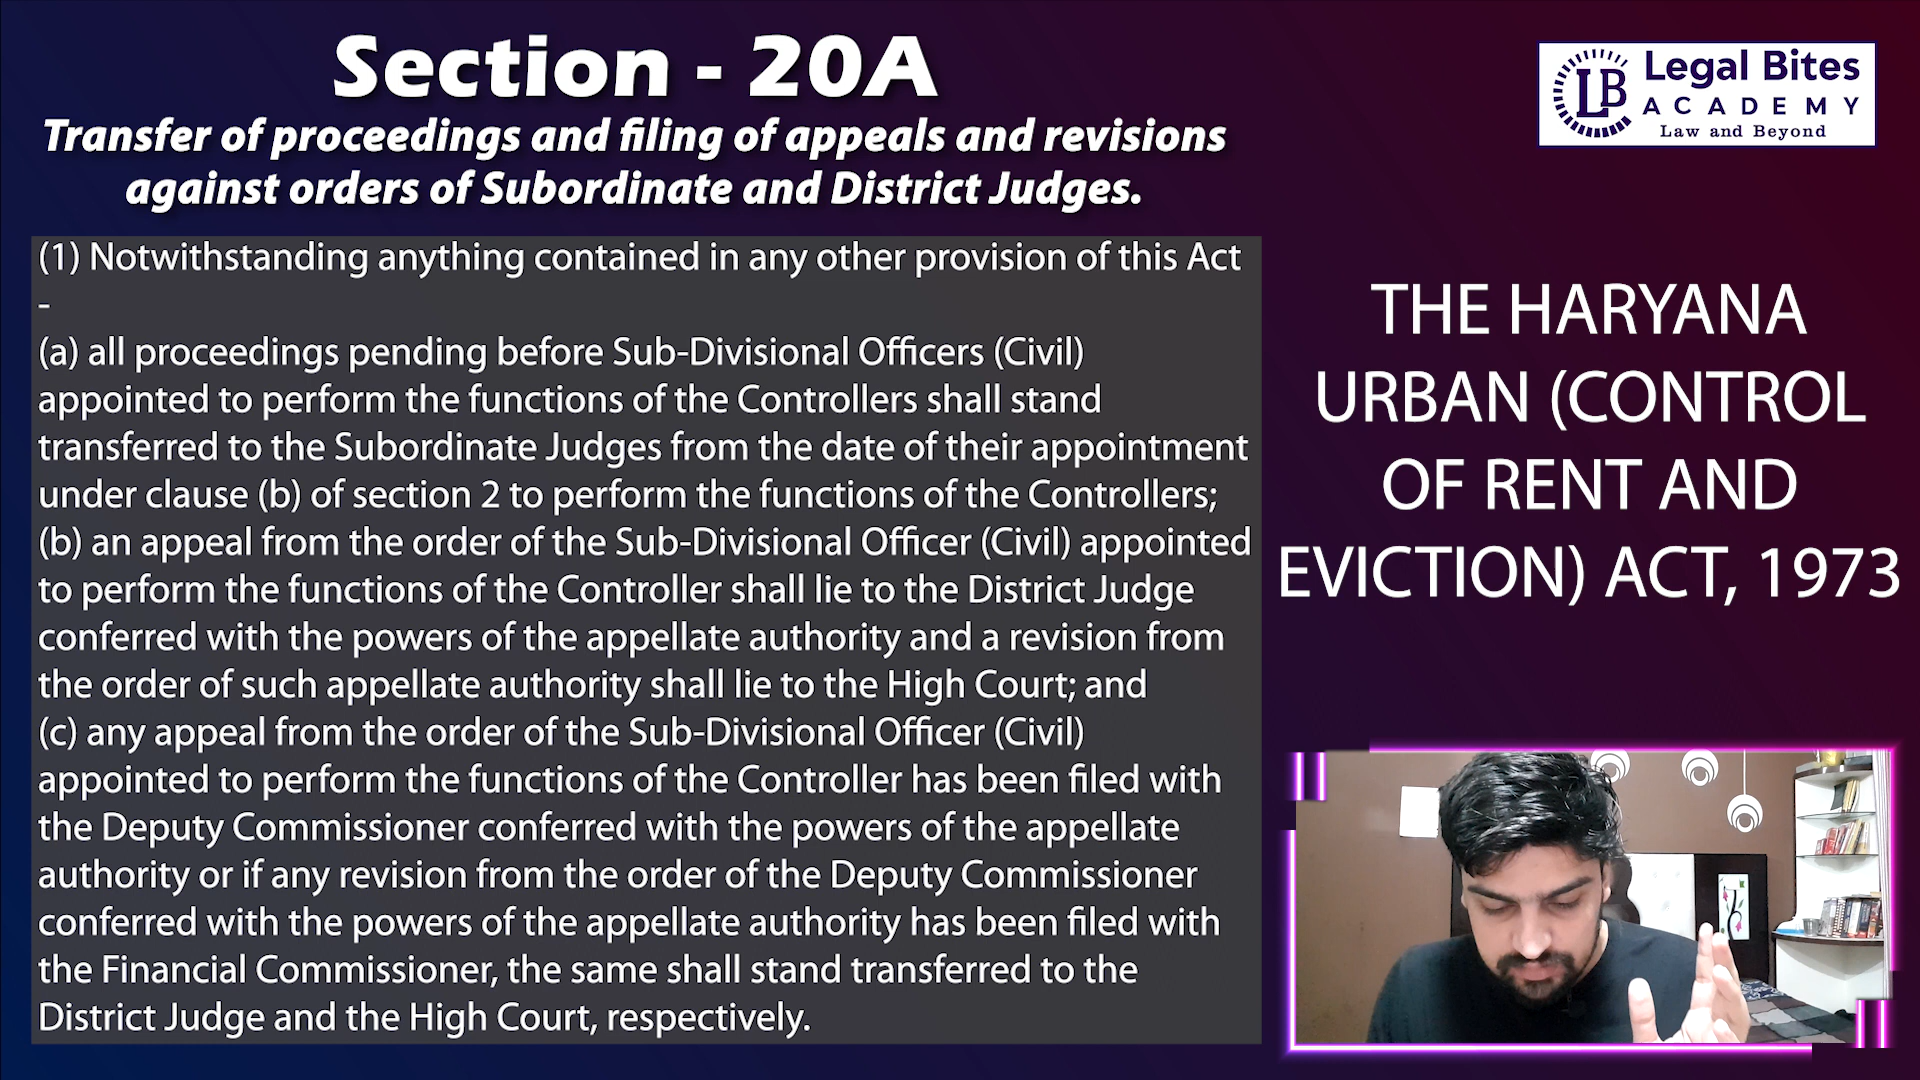 Section - 20A
Transfer of proceedings and filing of appeals and revisions
against orders of Subordinate and District Judges.
(1) Notwithstanding anything contained in any other provision of this Act
-
(a) all proceedings pending before Sub-Divisional Officers (Civil)
appointed to perform the functions of the Controllers shall stand
transferred to the Subordinate Judges from the date of their appointment
under clause (b) of section 2 to perform the functions of the Controllers;
(b) an appeal from the order of the Sub-Divisional Officer (Civil) appointed
to perform the functions of the Controller shall lie to the District Judge
conferred with the powers of the appellate authority and a revision from
the order of such appellate authority shall lie to the High Court; and
(c) any appeal from the order of the Sub-Divisional Officer (Civil)
appointed to perform the functions of the Controller has been filed with
the Deputy Commissioner conferred with the powers of the appellate
authority or if any revision from the order of the Deputy Commissioner
conferred with the powers of the appellate authority has been filed with
the Financial Commissioner, the same shall stand transferred to the
District Judge and the High Court, respectively.
LB
Legal Bites
ACADEMY
Law and Beyond
THE HARYANA
URBAN (CONTROL
OF RENT AND
EVICTION) ACT, 1973